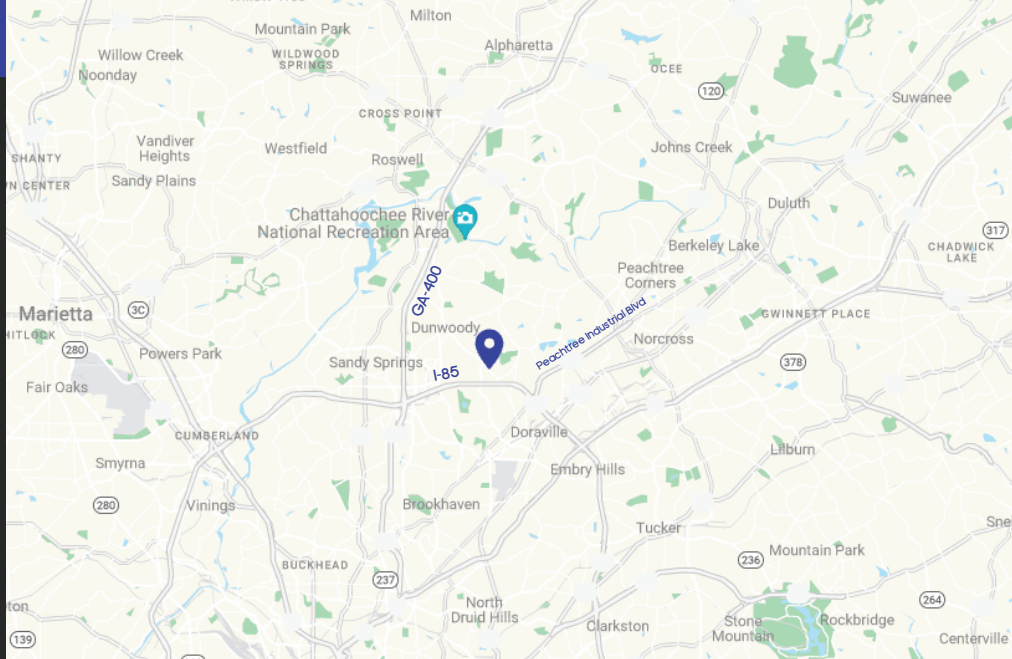 Milton
Mountain Park
Alpharetta
Willow Creek
WILDWOOD
SPRINGS
Noonday
OCEE
120
Suwanee
CROSS POINT
Vandiver
Heights
Westfield
Johns Creek
SHANTY
Roswell
Sandy Plains
N CENTER
Duluth
Chattahoochee River
National Recreation Area
317
Berkeley Lake
CHADWICK
LAKE
Peachtree
Corners
GA-400
Marietta
3C
GWINNETT PLACE
Dunwoody
Peachtree Industrial Blvd
HITLOCK
280
Norcross
Powers Park
Sandy Springs
378
I-85
Fair Oaks
CUMBERLAND
Doraville
Lilburn
Smyrna
Embry Hills
280
Vinings
Brookhaven
Tucker
Sne
Mountain Park
236
BUCKHEAD
237
ton
North
Druid Hills
264
Stone
Mountain
Rockbridge
Clarkston
139
Centerville